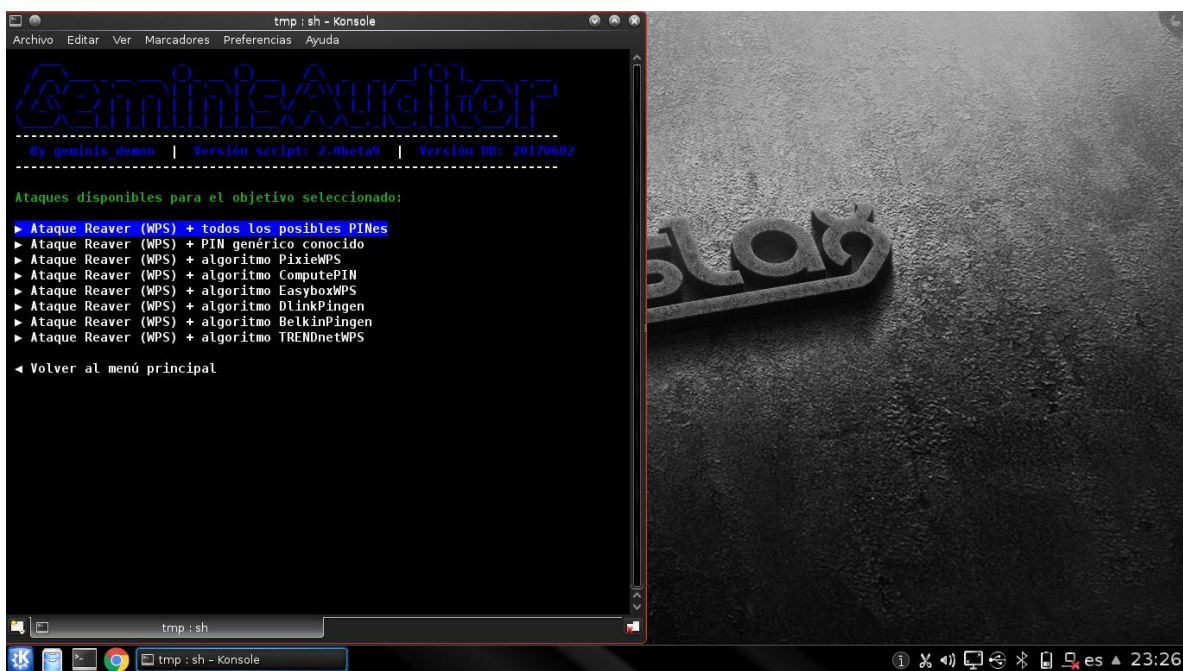 tmp : sh – Konsole
Archivo Editar Ver Marcadores Preferencias Ayuda
GeminisAuditor
By geminis_demon | Versión script: 2.0beta9 | Versión DB: 20170602
Ataques disponibles para el objetivo seleccionado:
► Ataque Reaver (WPS) + todos los posibles PINes
► Ataque Reaver (WPS) + PIN genérico conocido
► Ataque Reaver (WPS) + algoritmo PixieWPS
► Ataque Reaver (WPS) + algoritmo ComputePIN
► Ataque Reaver (WPS) + algoritmo EasyboxWPS
► Ataque Reaver (WPS) + algoritmo DlinkPingen
► Ataque Reaver (WPS) + algoritmo BelkinPingen
► Ataque Reaver (WPS) + algoritmo TRENDnetWPS
◄ Volver al menú principal
slax
tmp : sh
tmp : sh – Konsole
es ▲ 23:26